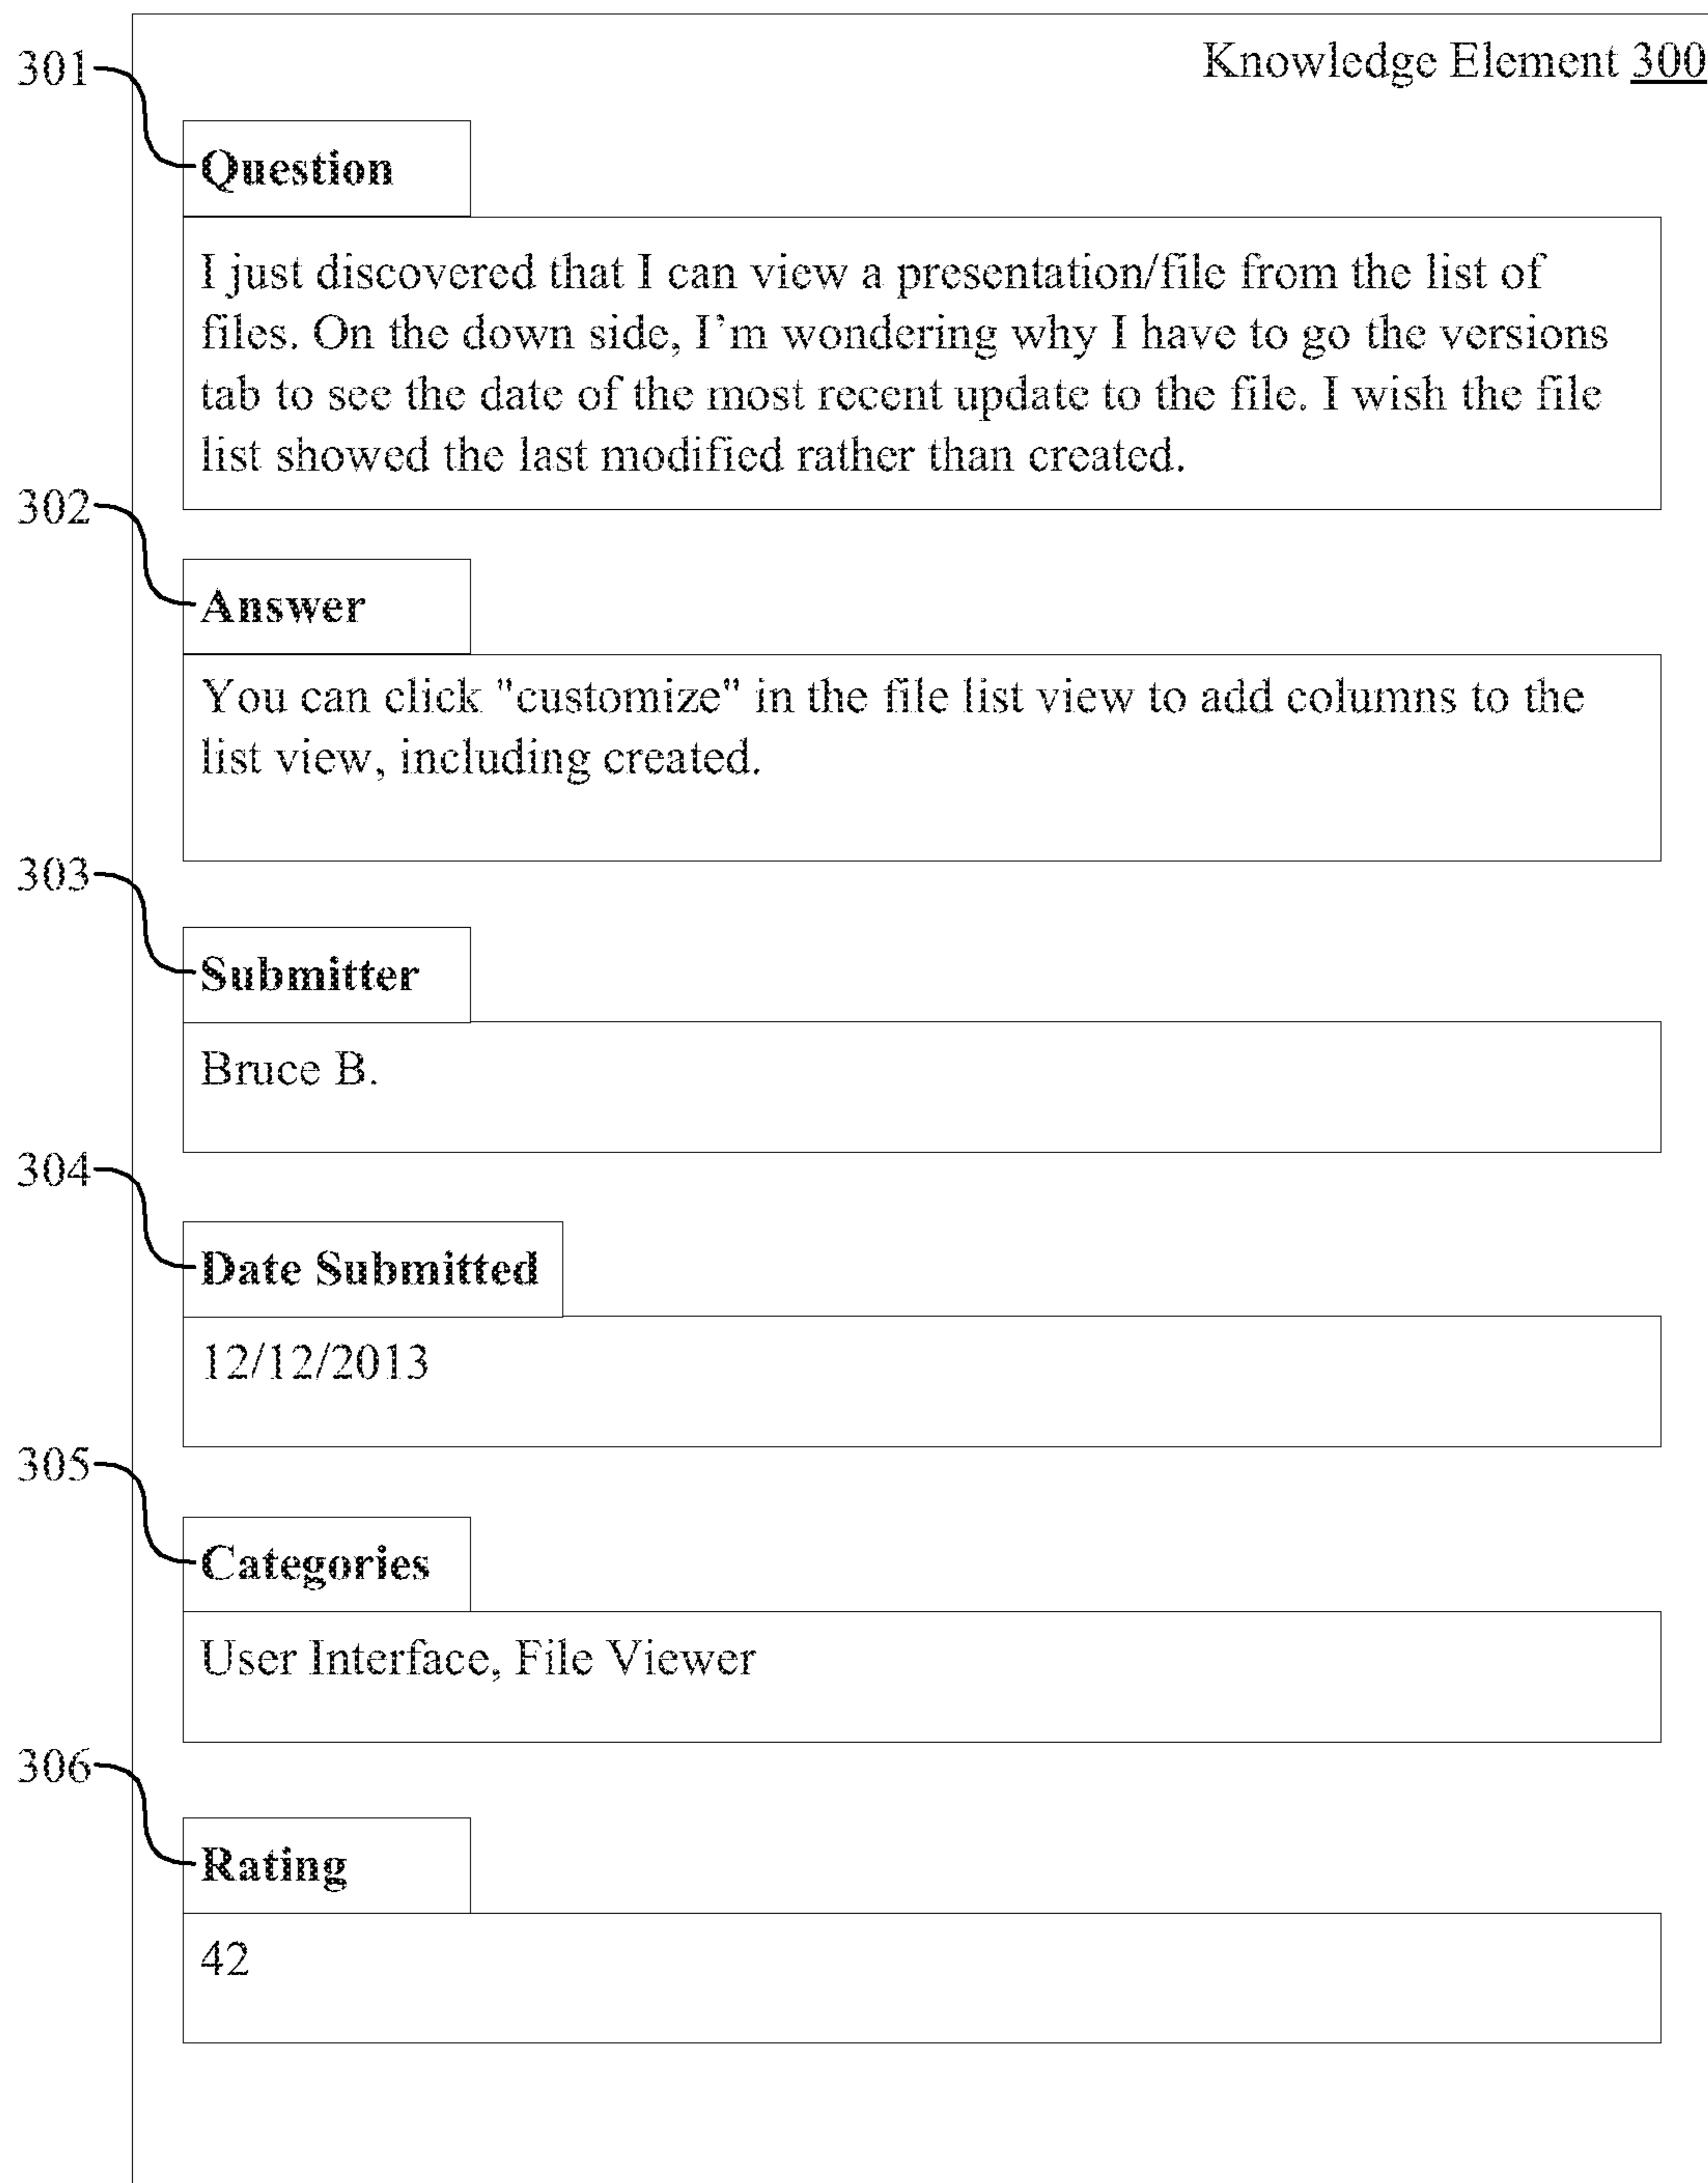 Knowledge Element 300
301
Question
I just discovered that I can view a presentation/file from the list of
files. On the down side, I’m wondering why I have to go the versions
tab to see the date of the most recent update to the file. I wish the file
list showed the last modified rather than created.
302
Answer
You can click "customize" in the file list view to add columns to the
list view, including created.
303
Submitter
Bruce B.
304
Date Submitted
12/12/2013
305
Categories
User Interface, File Viewer
306
Rating
42